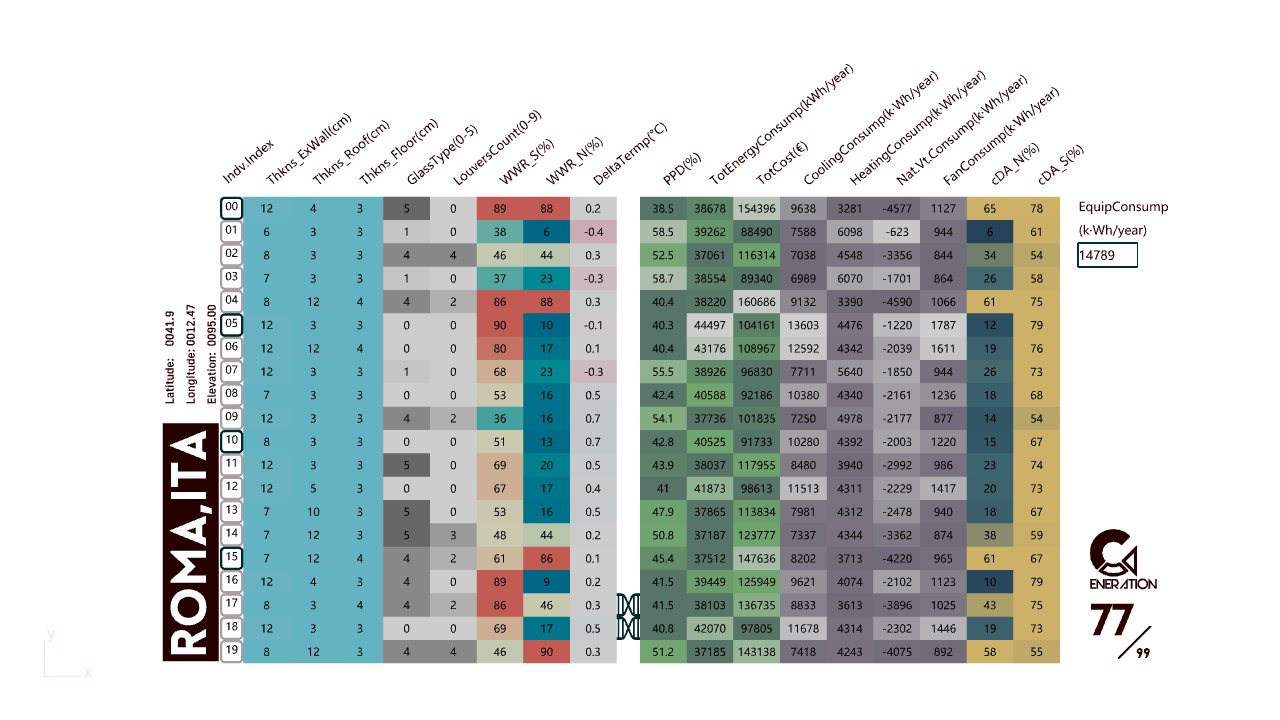 Indv.Index Thkns_ExWall(cm) Thkns_Roof(cm) Thkns_Floor(cm) GlassType(0-5) LouversCount(0-9) WWR_S(%) WWR_N(%) DeltaTermp(°C) PPD(%) TotEnergyConsump(kWh/year) TotCost(€) CoolingConsump(k·Wh/year) HeatingConsump(k·Wh/year) Nat.Vt.Consump(k·Wh/year) FanConsump(k·Wh/year) cDA_N(%) cDA_S(%)
00 12 4 3 5 0 89 88 0.2 38.5 38678 154396 9638 3281 -4577 1127 65 78
01 6 3 3 1 0 38 6 -0.4 58.5 39262 88490 7588 6098 -623 944 6 61
02 8 3 3 4 4 46 44 0.3 52.5 37061 116314 7038 4548 -3356 844 34 54
03 7 3 3 1 0 37 23 -0.3 58.7 38554 89340 6989 6070 -1701 864 26 58
04 8 12 4 4 2 86 88 0.3 40.4 38220 160686 9132 3390 -4590 1066 61 75
05 12 3 3 0 0 90 10 -0.1 40.3 44497 104161 13603 4476 -1220 1787 12 79
06 12 12 4 0 0 80 17 0.1 40.4 43176 108967 12592 4342 -2039 1611 19 76
07 12 3 3 1 0 68 23 -0.3 55.5 38926 96830 7711 5640 -1850 944 26 73
08 7 3 3 0 0 53 16 0.5 42.4 40588 92186 10380 4340 -2161 1236 18 68
09 12 3 3 4 2 36 16 0.7 54.1 37736 101835 7250 4978 -2177 877 14 54
10 8 3 3 0 0 51 13 0.7 42.8 40525 91733 10280 4392 -2003 1220 15 67
11 12 3 3 5 0 69 20 0.5 43.9 38037 117955 8480 3940 -2992 986 23 74
12 12 5 3 0 0 67 17 0.4 41 41873 98613 11513 4311 -2229 1417 20 73
13 7 10 3 5 0 53 16 0.5 47.9 37865 113834 7981 4312 -2478 940 18 67
14 7 12 3 5 3 48 44 0.2 50.8 37187 123777 7337 4344 -3362 874 38 59
15 7 12 4 4 2 61 86 0.1 45.4 37512 147636 8202 3713 -4220 965 61 67
16 12 4 3 4 0 89 9 0.2 41.5 39449 125949 9621 4074 -2102 1123 10 79
17 8 3 4 4 2 86 46 0.3 41.5 38103 136735 8833 3613 -3896 1025 43 75
18 12 3 3 0 0 69 17 0.5 40.8 42070 97805 11678 4314 -2302 1446 19 73
19 8 12 3 4 4 46 90 0.3 51.2 37185 143138 7418 4243 -4075 892 58 55
EquipConsump
(k·Wh/year)
14789
Latitude: 0041.9
Longitude: 0012.47
Elevation: 0095.00
ROMA,ITA
ENERATION
77/99
y
x